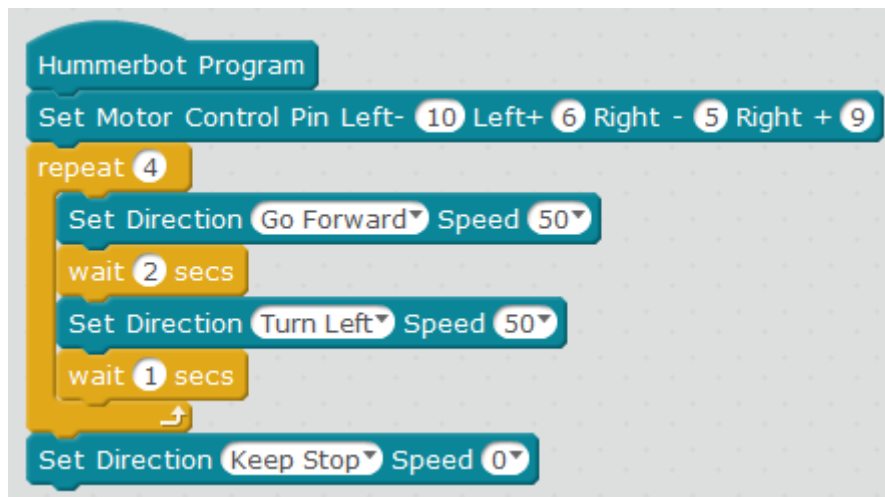 Hummerbot Program
Set Motor Control Pin Left- 10 Left+ 6 Right - 5 Right + 9
repeat 4
Set Direction Go Forward Speed 50
wait 2 secs
Set Direction Turn Left Speed 50
wait 1 secs
Set Direction Keep Stop Speed 0